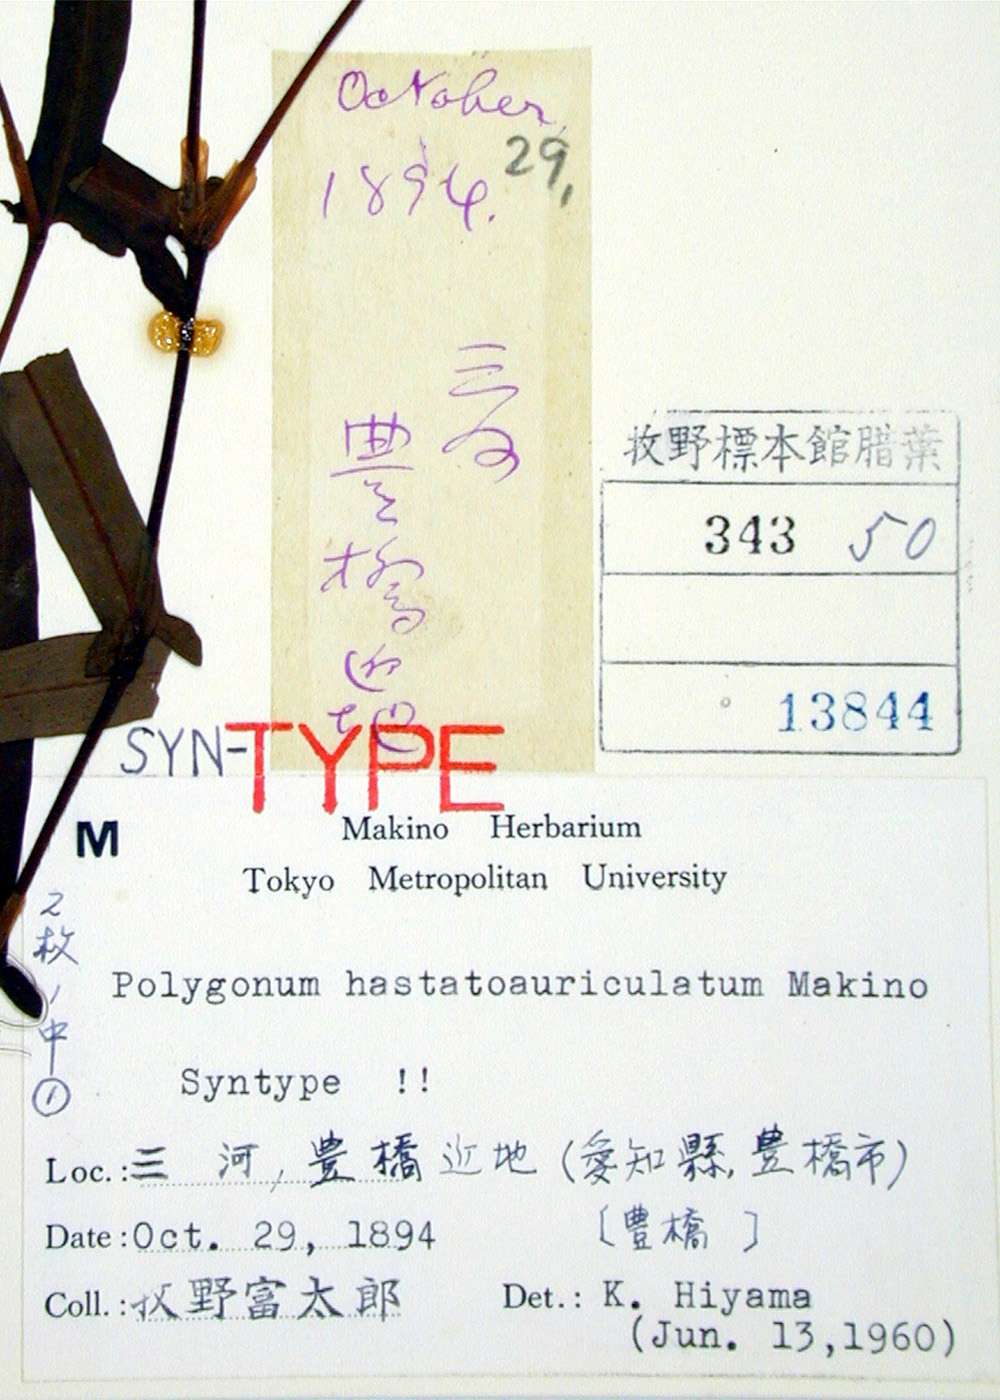 October
29,
1894.
三河
豊橋近地
牧野標本館腊葉
343 50
13844
SYN-TYPE
M
Makino Herbarium
Tokyo Metropolitan University
2枚ノ中①
Polygonum hastatoauriculatum Makino
Syntype !!
Loc.:三 河, 豊橋近地 (愛知縣, 豊橋市)
Date:Oct. 29, 1894 〔豊橋 〕
Coll.:牧野富太郎 Det.: K. Hiyama
(Jun. 13,1960)